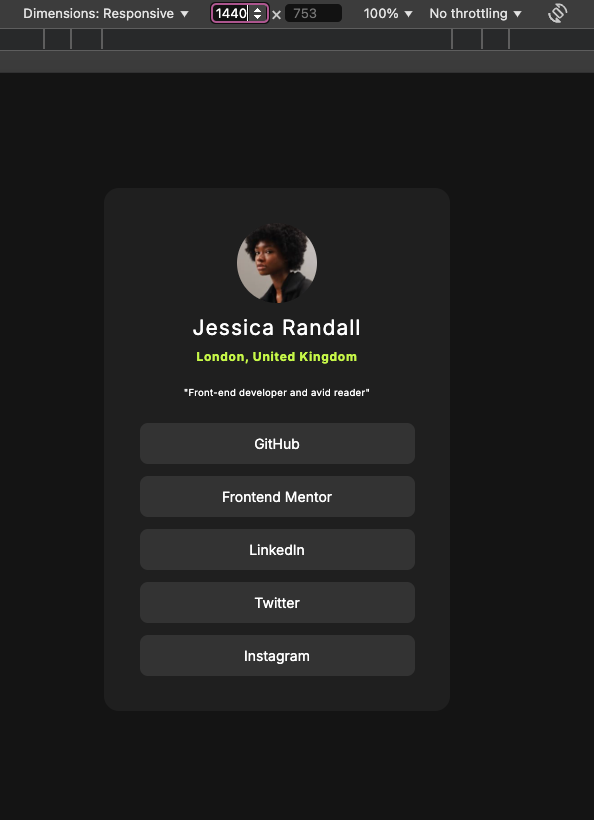 Dimensions: Responsive 1440 × 753 100% No throttling
Jessica Randall
London, United Kingdom
"Front-end developer and avid reader"
GitHub
Frontend Mentor
LinkedIn
Twitter
Instagram